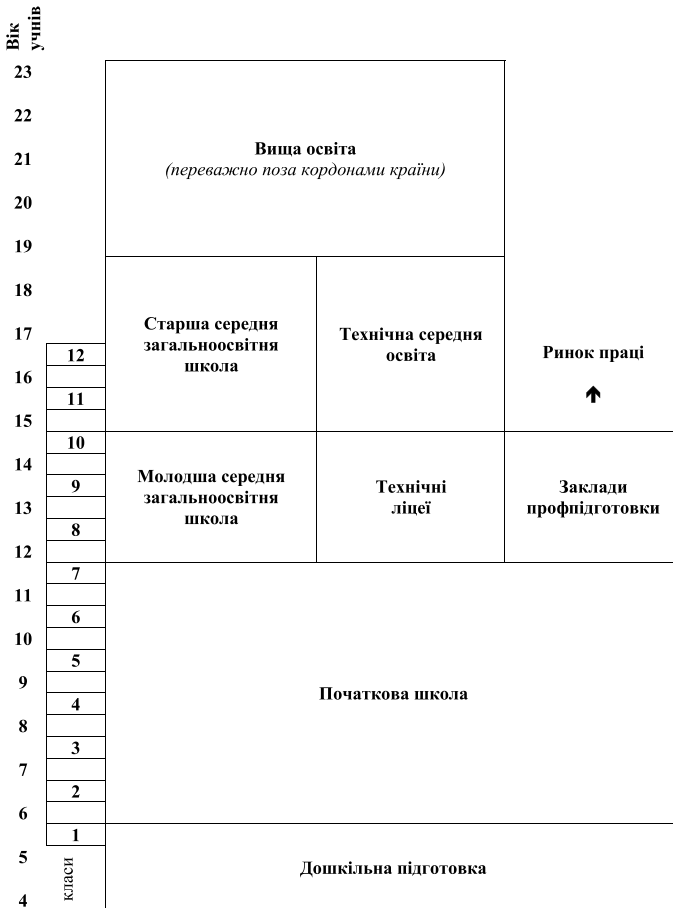 Вік
учнів
23
22
Вища освіта
21
(переважно поза кордонами країни)
20
19
18
Старша середня
загальноосвітня
школа
Технічна середня
освіта
Ринок праці
17
12
16
11
15
10
14
Молодша середня
загальноосвітня
школа
Технічні
ліцеї
Заклади
профпідготовки
9
13
8
12
7
11
6
10
5
9
Початкова школа
4
8
3
7
2
6
1
5
класи
Дошкільна підготовка
4